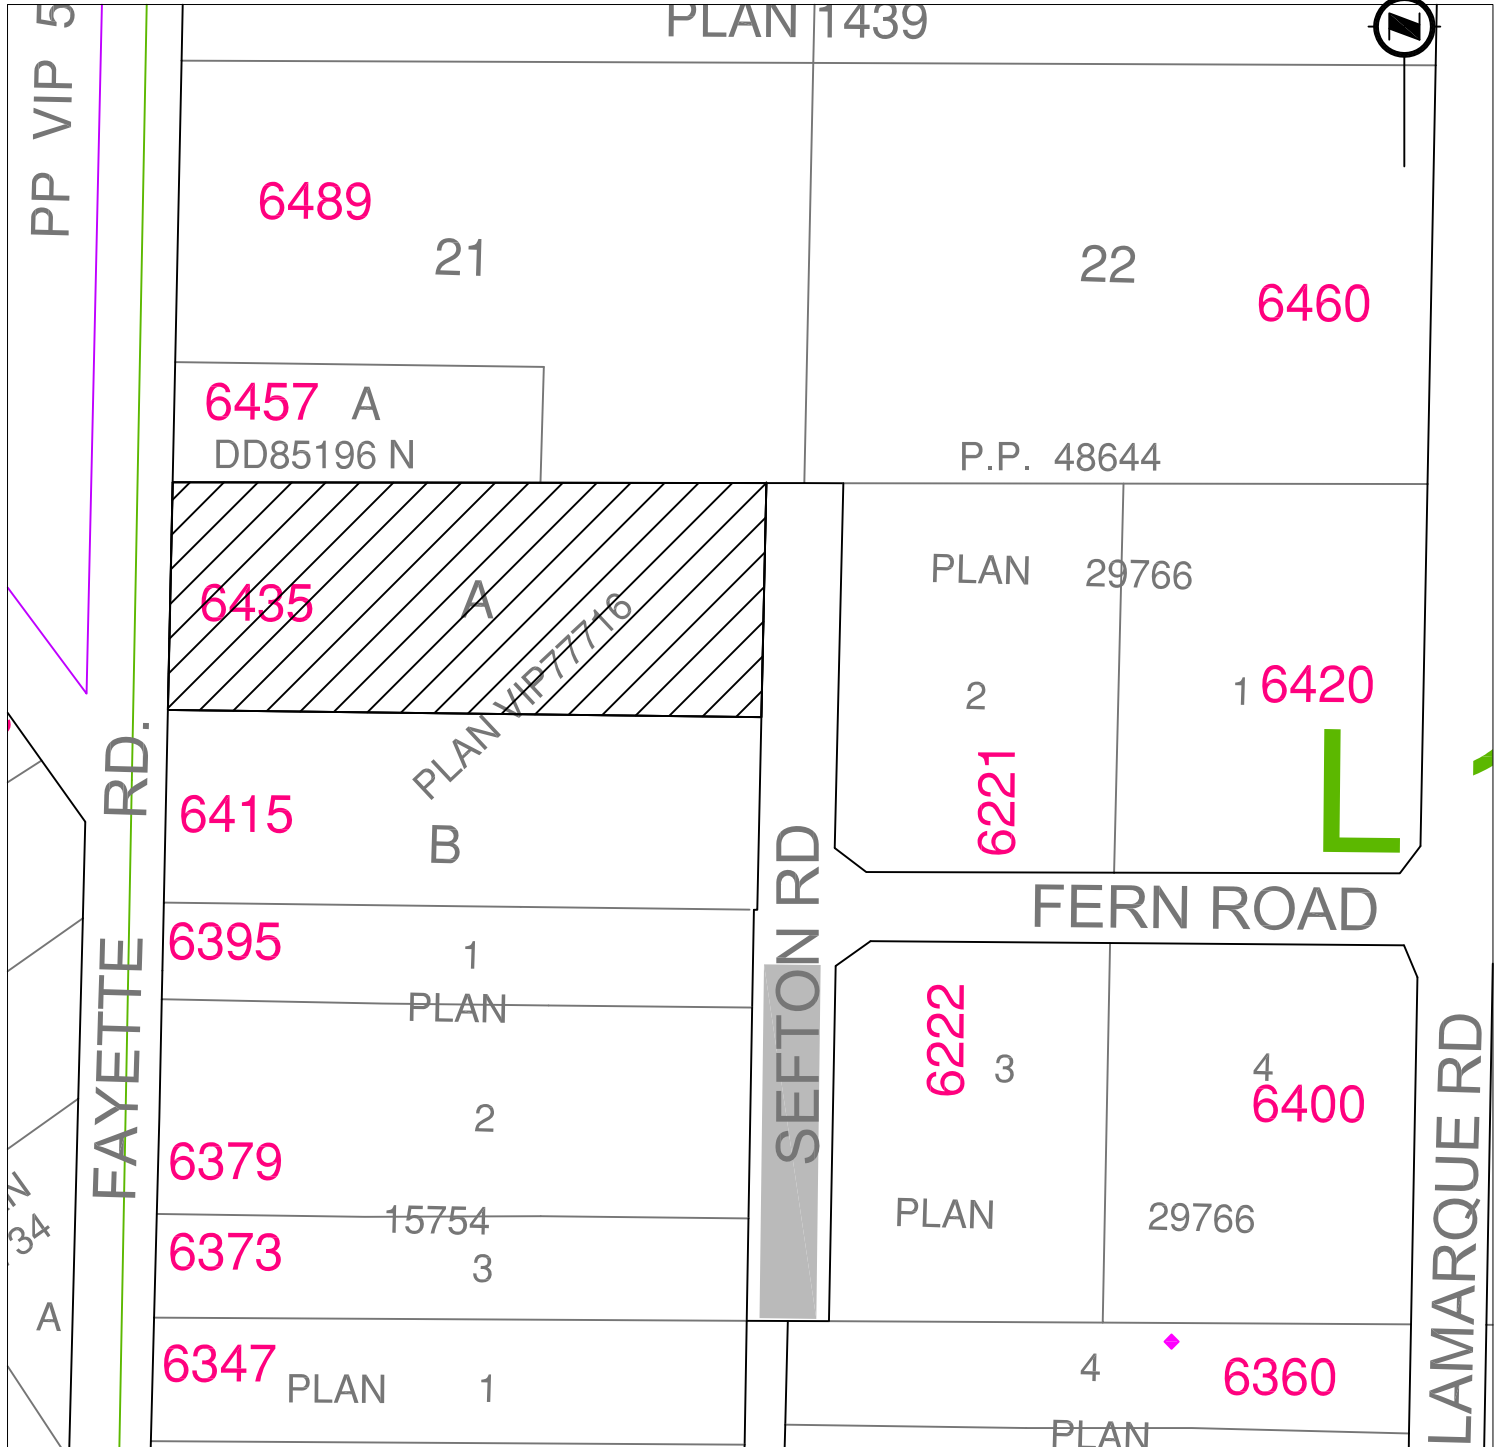 PLAN 1439
PP VIP 5
6489
21
22
6460
6457 A
DD85196 N
P.P. 48644
6435
A
PLAN VIP77716
PLAN 29766
2
1
6420
6221
L
FAYETTE RD.
6415
B
SEFTON RD
FERN ROAD
6395
1
PLAN
6222
3
4
6400
2
6379
15754
PLAN 29766
LAMARQUE RD
6373
3
34
A
6347
PLAN 1
4
6360
PLAN